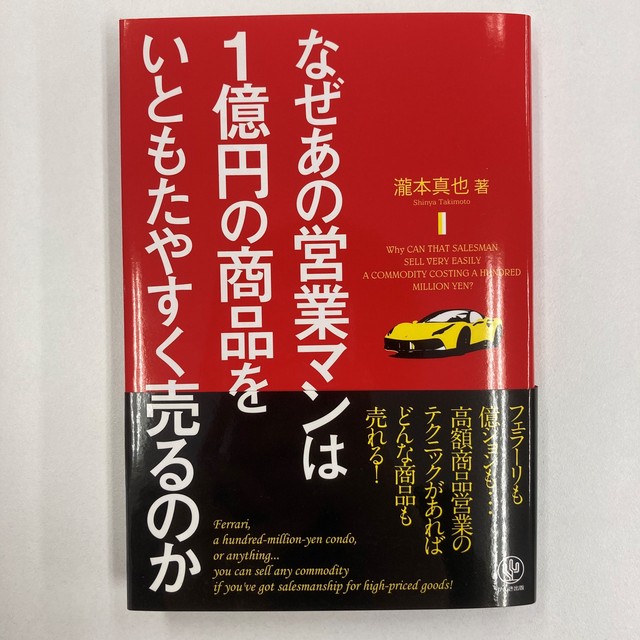 なぜあの営業マンは
1億円の商品を
いともたやすく売るのか
瀧本真也 著
Shinya Takimoto
Why CAN THAT SALESMAN
SELL VERY EASILY
A COMMODITY COSTING A HUNDRED
MILLION YEN?
フェラーリも
億ションも…
高額商品営業の
テクニックがあれば
どんな商品も
売れる!
Ferrari,
a hundred-million-yen condo,
or anything...
you can sell any commodity
if you've got salesmanship for high-priced goods!